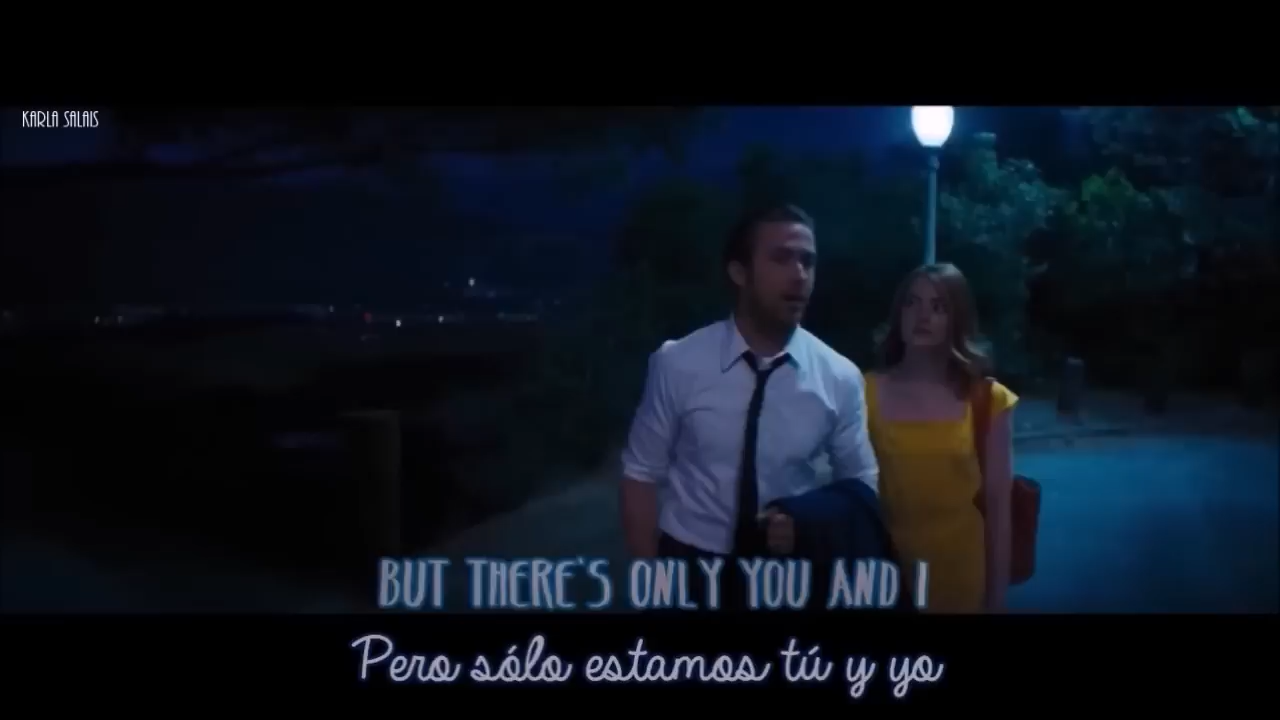 KARLA SALAIS
BUT THERE'S ONLY YOU AND I
Pero sólo estamos tú y yo